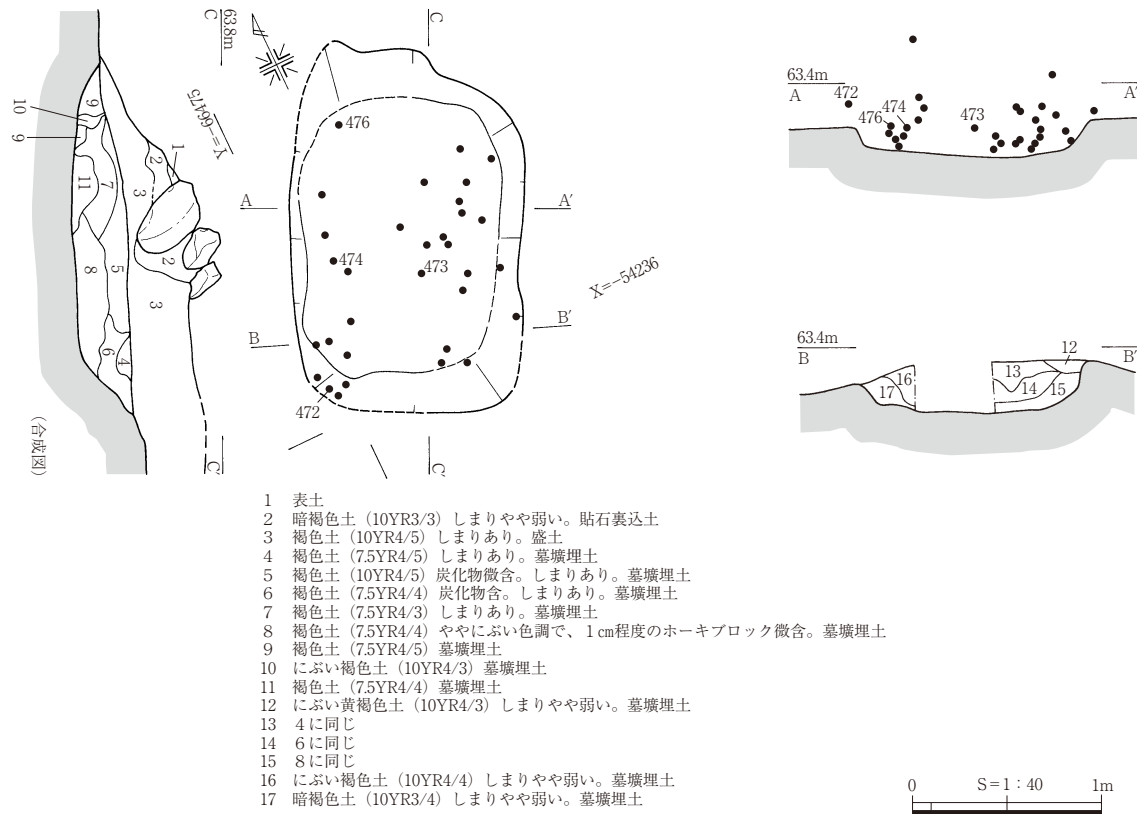 63.8m
C
C
Y=-66475
X=-54236
476
474
473
472
A
A'
B
B'
C'
C'
9
10
9
11
7
8
5
6
4
3
2
1
2
3
（合成図）
63.4m
A
A'
472
476
474
473
63.4m
B
B'
12
13
14
15
16
17
1 表土
2 暗褐色土（10YR3/3）しまりやや弱い。貼石裏込土
3 褐色土（10YR4/5）しまりあり。盛土
4 褐色土（7.5YR4/5）しまりあり。墓壙埋土
5 褐色土（10YR4/5）炭化物微含。しまりあり。墓壙埋土
6 褐色土（7.5YR4/4）炭化物含。しまりあり。墓壙埋土
7 褐色土（7.5YR4/3）しまりあり。墓壙埋土
8 褐色土（7.5YR4/4）ややにぶい色調で、１㎝程度のホーキブロック微含。墓壙埋土
9 褐色土（7.5YR4/5）墓壙埋土
10 にぶい褐色土（10YR4/3）墓壙埋土
11 褐色土（7.5YR4/4）墓壙埋土
12 にぶい黄褐色土（10YR4/3）しまりやや弱い。墓壙埋土
13 ４に同じ
14 ６に同じ
15 ８に同じ
16 にぶい褐色土（10YR4/4）しまりやや弱い。墓壙埋土
17 暗褐色土（10YR3/4）しまりやや弱い。墓壙埋土
0 S=1：40 1m